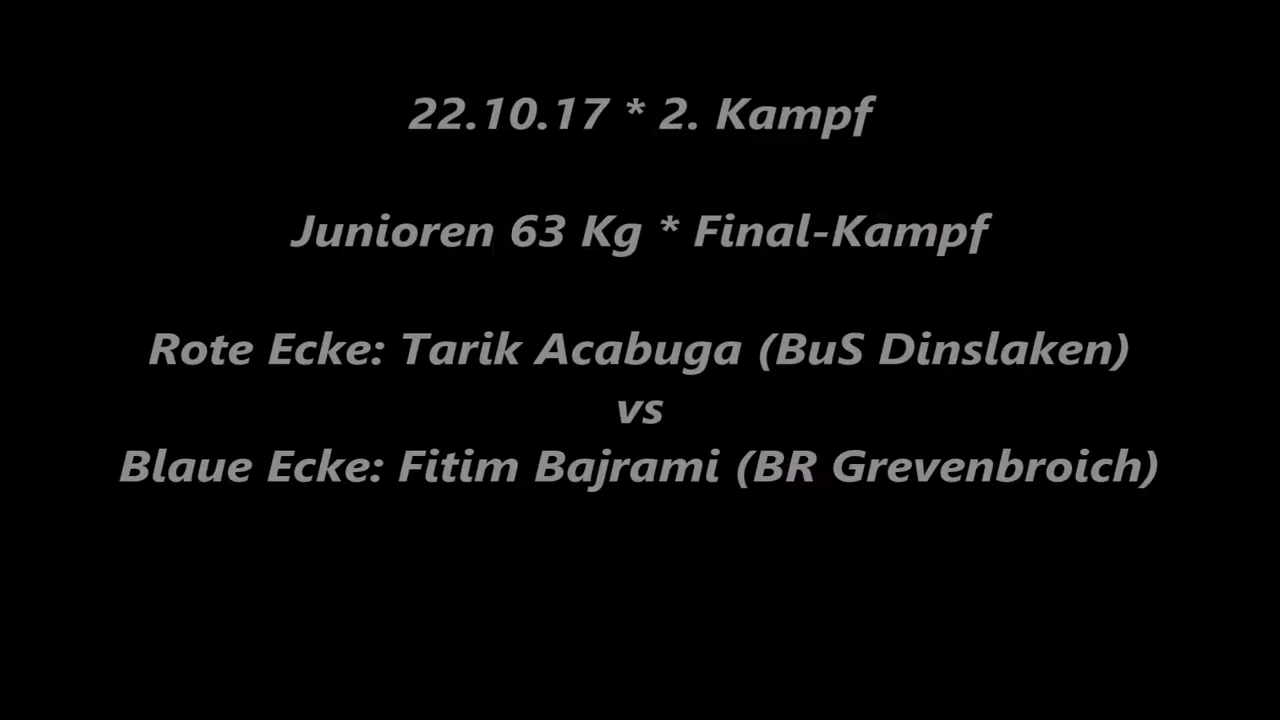 22.10.17 * 2. Kampf
Junioren 63 Kg * Final-Kampf
Rote Ecke: Tarik Acabuga (BuS Dinslaken)
vs
Blaue Ecke: Fitim Bajrami (BR Grevenbroich)